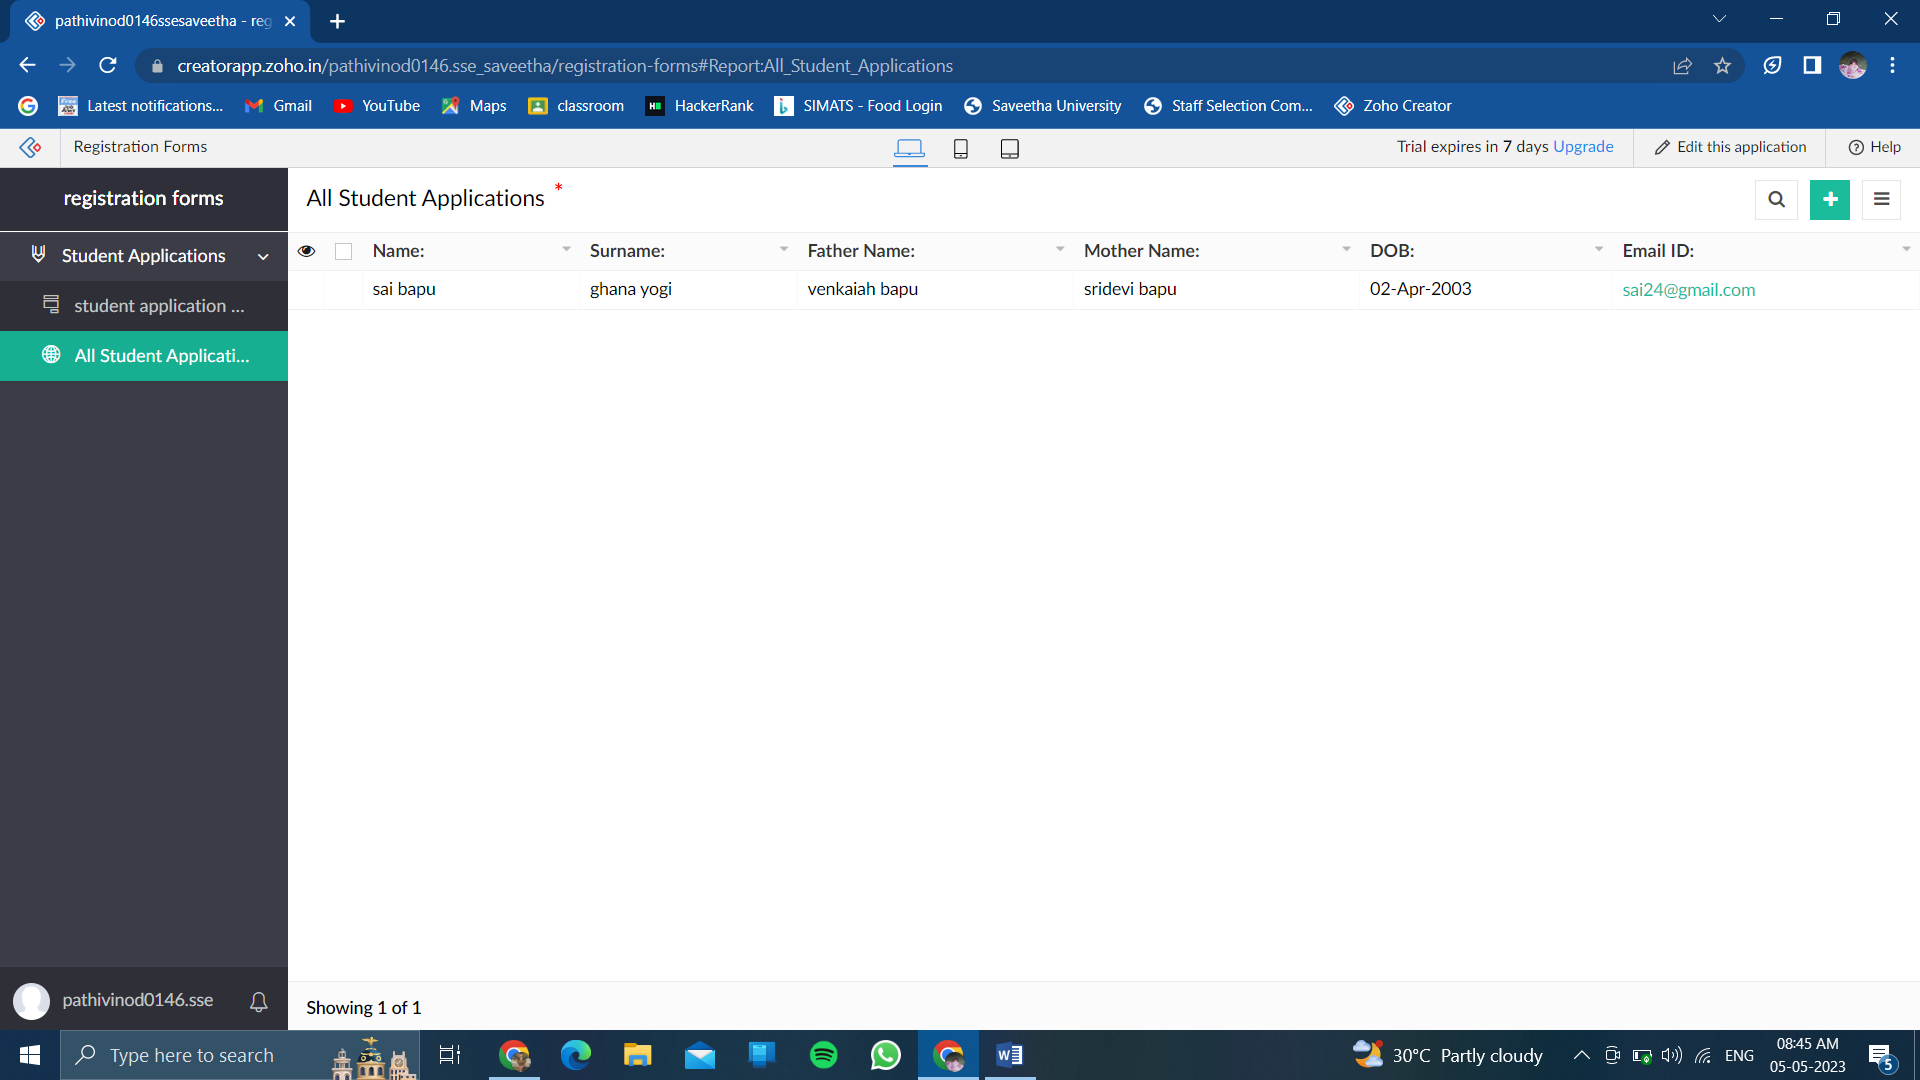 pathivinod0146ssesaveetha - reg
creatorapp.zoho.in/pathivinod0146.sse_saveetha/registration-forms#Report:All_Student_Applications
Latest notifications... Gmail YouTube Maps classroom HackerRank SIMATS - Food Login Saveetha University Staff Selection Com... Zoho Creator
Registration Forms Trial expires in 7 days Upgrade Edit this application Help
registration forms
All Student Applications *
Student Applications
student application ...
All Student Applicati...
Name: Surname: Father Name: Mother Name: DOB: Email ID:
sai bapu ghana yogi venkaiah bapu sridevi bapu 02-Apr-2003 sai24@gmail.com
pathivinod0146.sse
Showing 1 of 1
Type here to search
30°C Partly cloudy
ENG
08:45 AM
05-05-2023
5